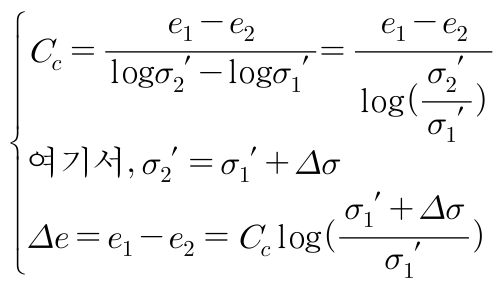 C_c = (e_1 − e_2) / (logσ_2′ − logσ_1′) = (e_1 − e_2) / (log(σ_2′ / σ_1′))
여기서, σ_2′ = σ_1′ + Δσ
Δe = e_1 − e_2 = C_c log((σ_1′ + Δσ) / σ_1′)